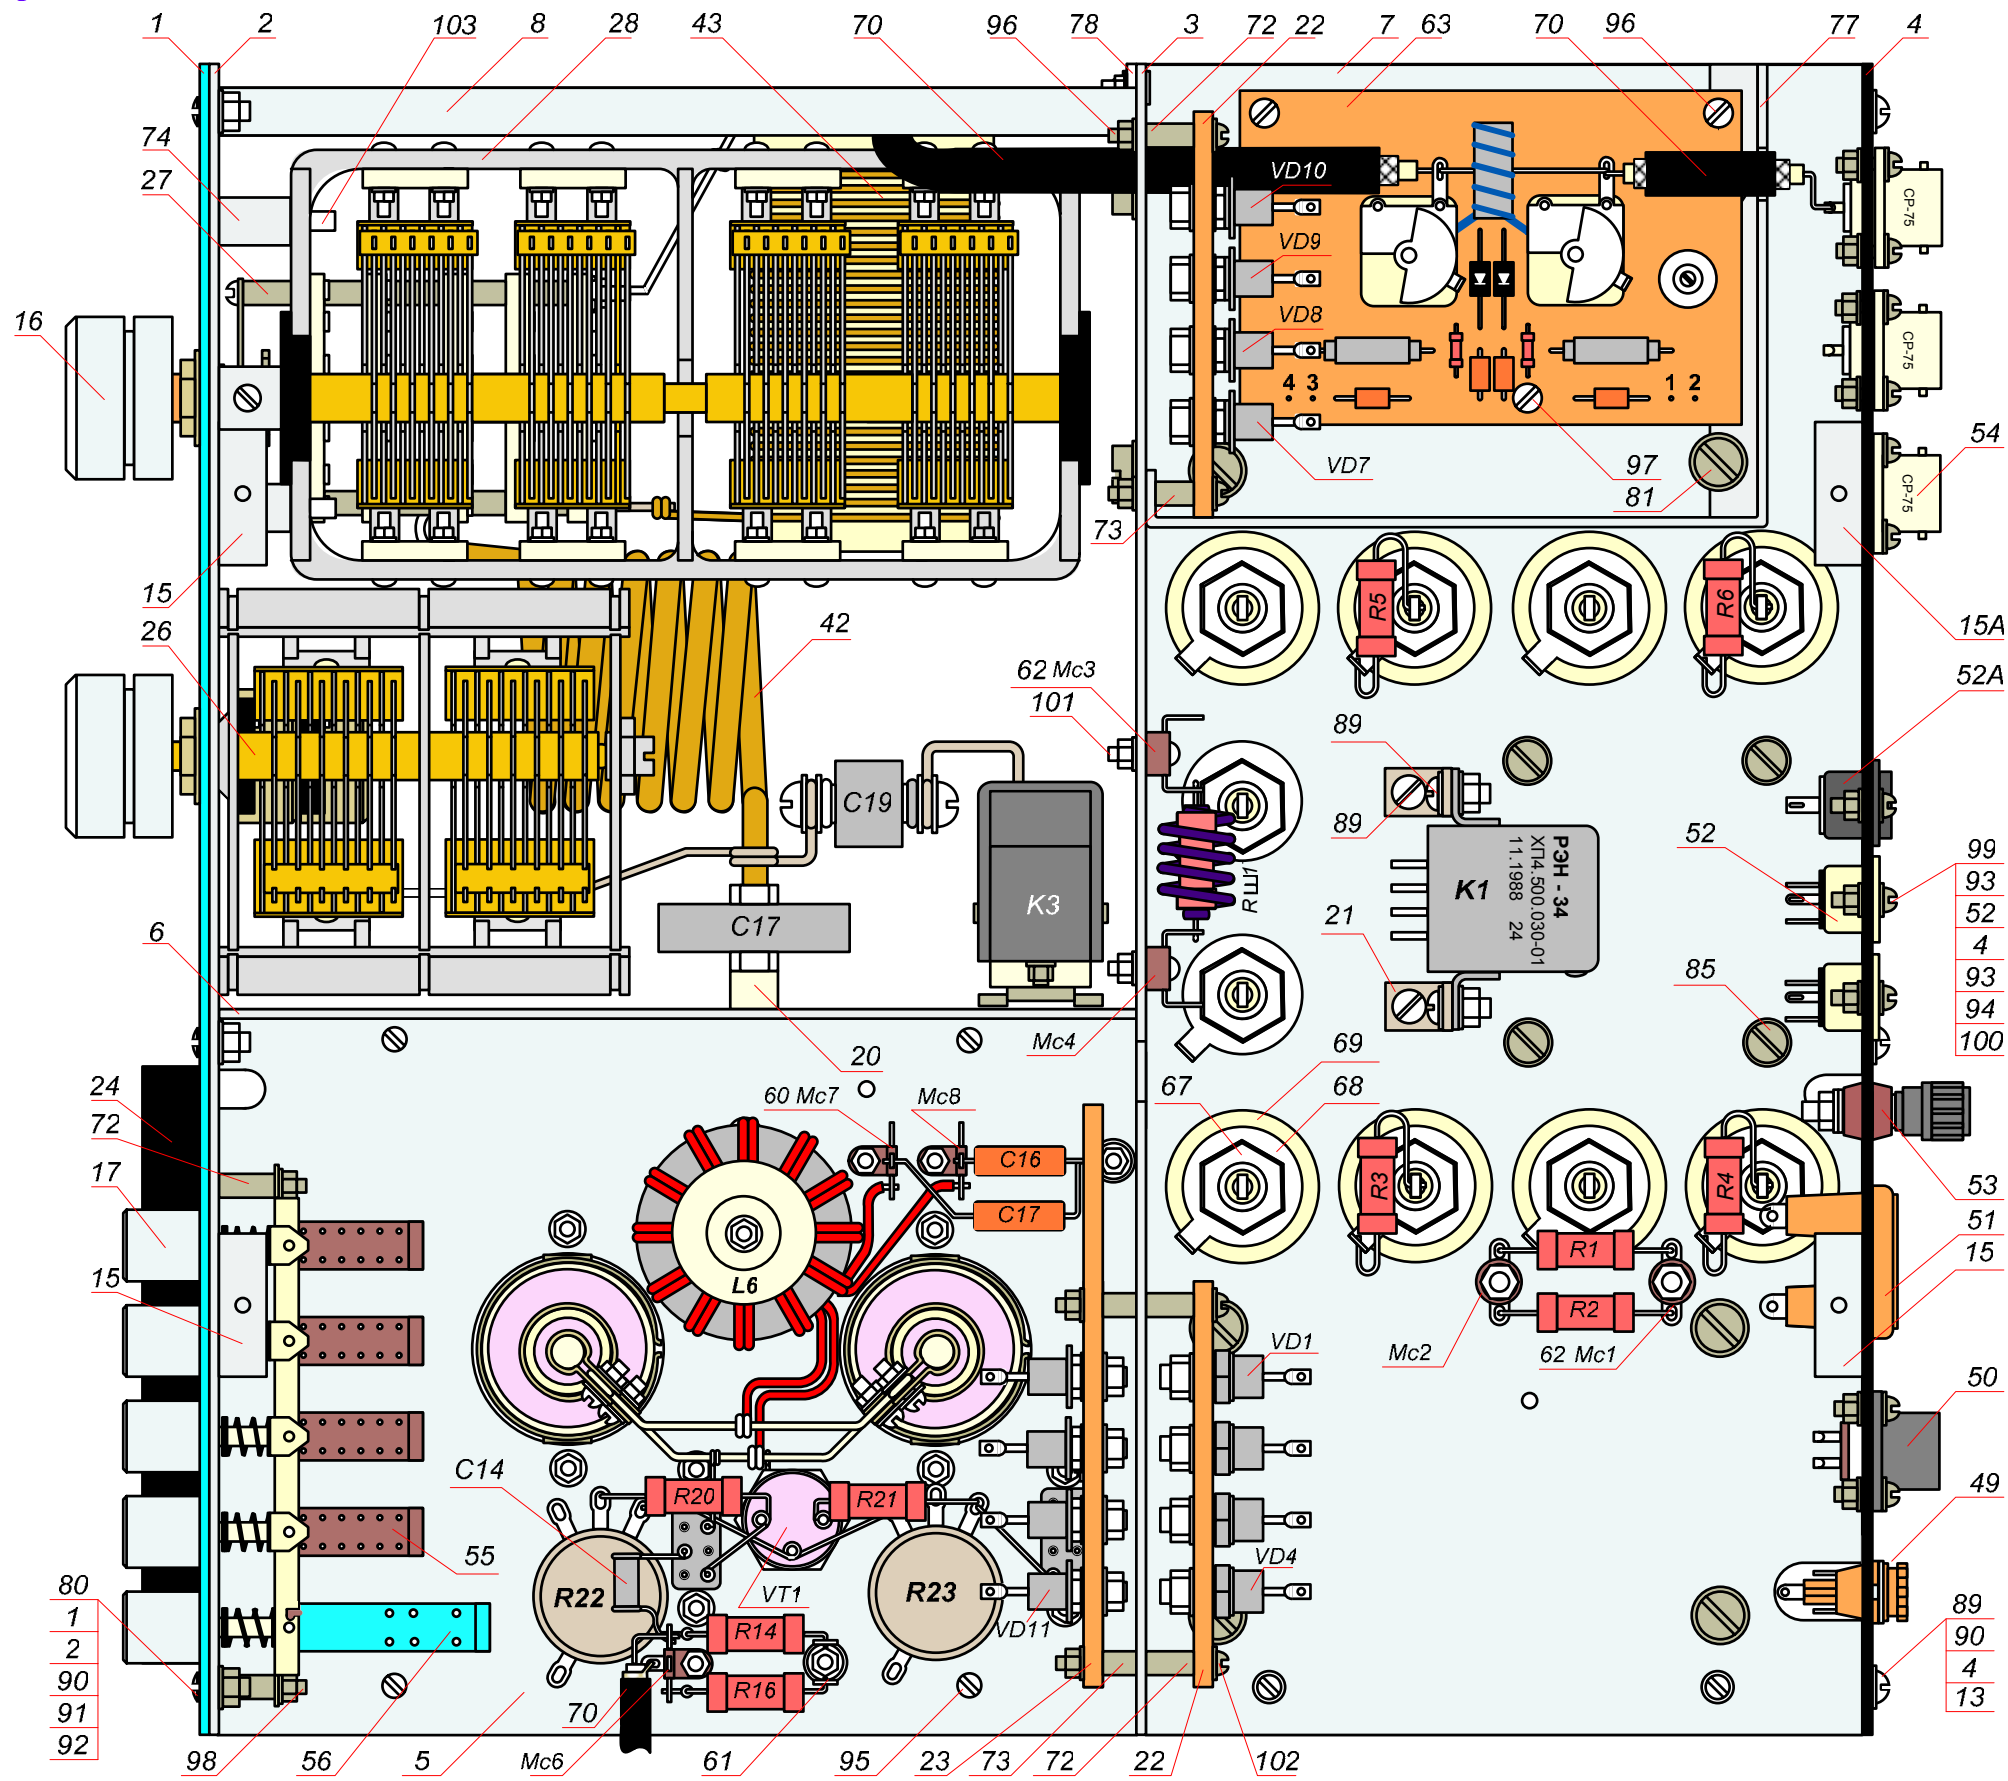 1 2 103 8 28 43 70 96 78 3 72 22 7 63 70 96 77 4
74
27
16
VD10
VD9
VD8
VD7
4 3
1 2
CP-75
CP-75
CP-75
54
97
81
73
15
26
42
R5
R6
15A
62 Mc3
101
52A
89
89
C19
K3
RШ1
K1
РЭН - 34
ХП4.500.030-01
11.1988 24
52
99
93
52
4
93
94
100
21
85
C17
6
Mc4
20
69
67
68
24
72
17
15
60 Mc7
Mc8
C16
C17
L6
R3
R4
R1
R2
Mc2
62 Mc1
53
51
15
50
49
VD1
C14
55
R20
R21
R22
R23
VT1
VD11
VD4
R14
R16
80
1
2
90
91
92
89
90
4
13
70
98 56 5 Mc6 61 95 23 73 72 22 102